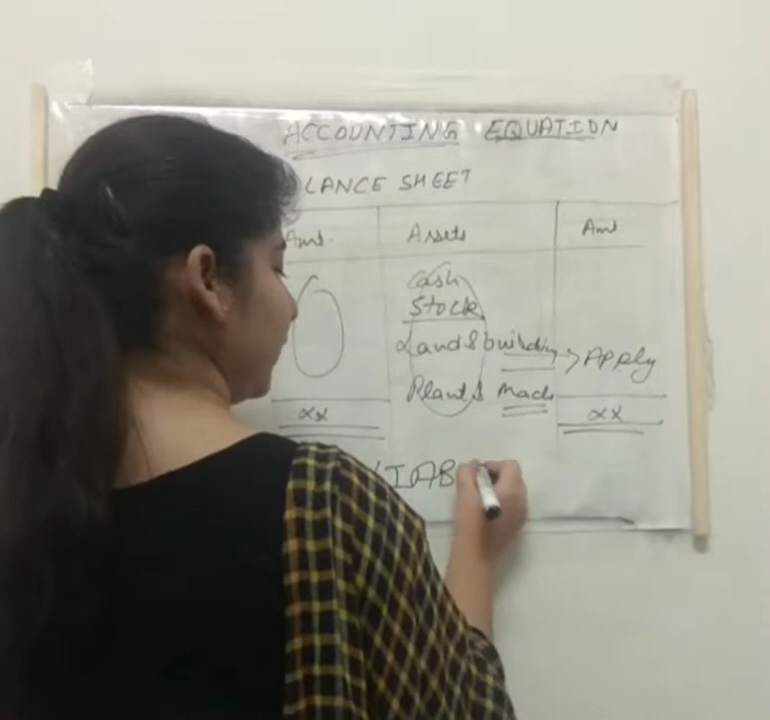 ACCOUNTING EQUATION
LANCE SHEET
Amt. Assets Amt
Cash
Stock
Land & building → Apply
Plant & Mach
xx xx
LIAB